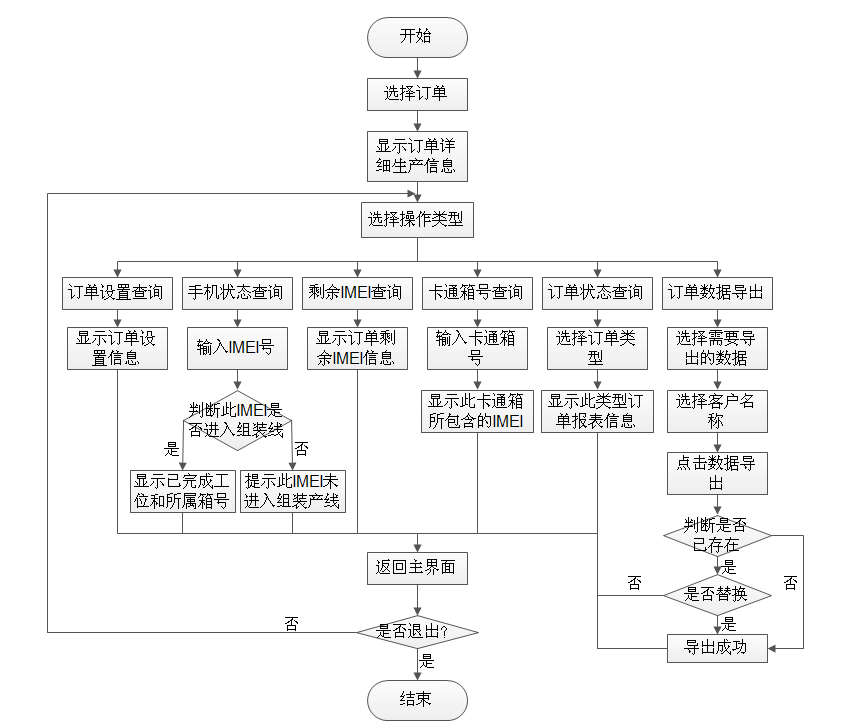 开始
选择订单
显示订单详
细生产信息
选择操作类型
订单设置查询
手机状态查询
剩余IMEI查询
卡通箱号查询
订单状态查询
订单数据导出
显示订单设
置信息
输入IMEI号
显示订单剩
余IMEI信息
输入卡通箱
号
选择订单类
型
选择需要导
出的数据
判断此IMEI是
否进入组装线
显示此卡通箱
所包含的IMEI
显示此类型订
单报表信息
选择客户名
称
是
否
显示已完成工
位和所属箱号
提示此IMEI未
进入组装产线
点击数据导
出
判断是否
已存在
返回主界面
是
否
是否替换
否
是
否
是否退出?
导出成功
是
结束